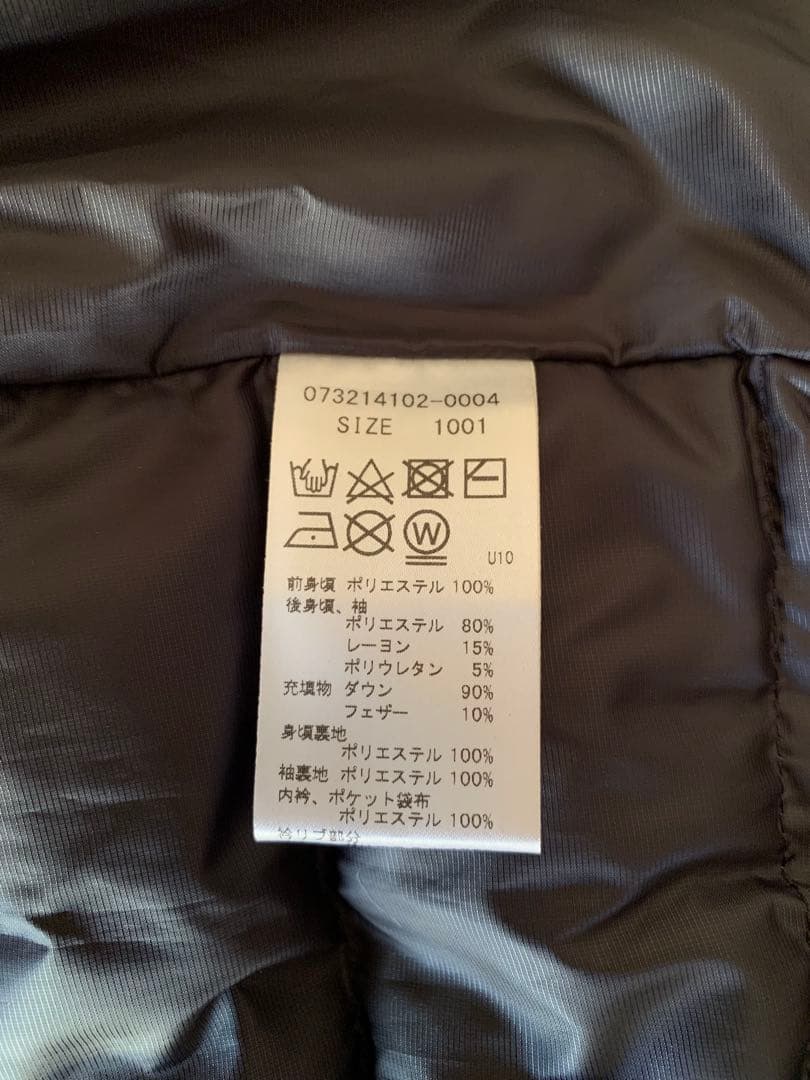 073214102-0004
SIZE 1001
W
U10
前身頃 ポリエステル 100%
後身頃、袖
ポリエステル 80%
レーヨン 15%
ポリウレタン 5%
充填物 ダウン 90%
フェザー 10%
身頃裏地
ポリエステル 100%
袖裏地 ポリエステル 100%
内衿、ポケット袋布
ポリエステル 100%
衿リブ部分